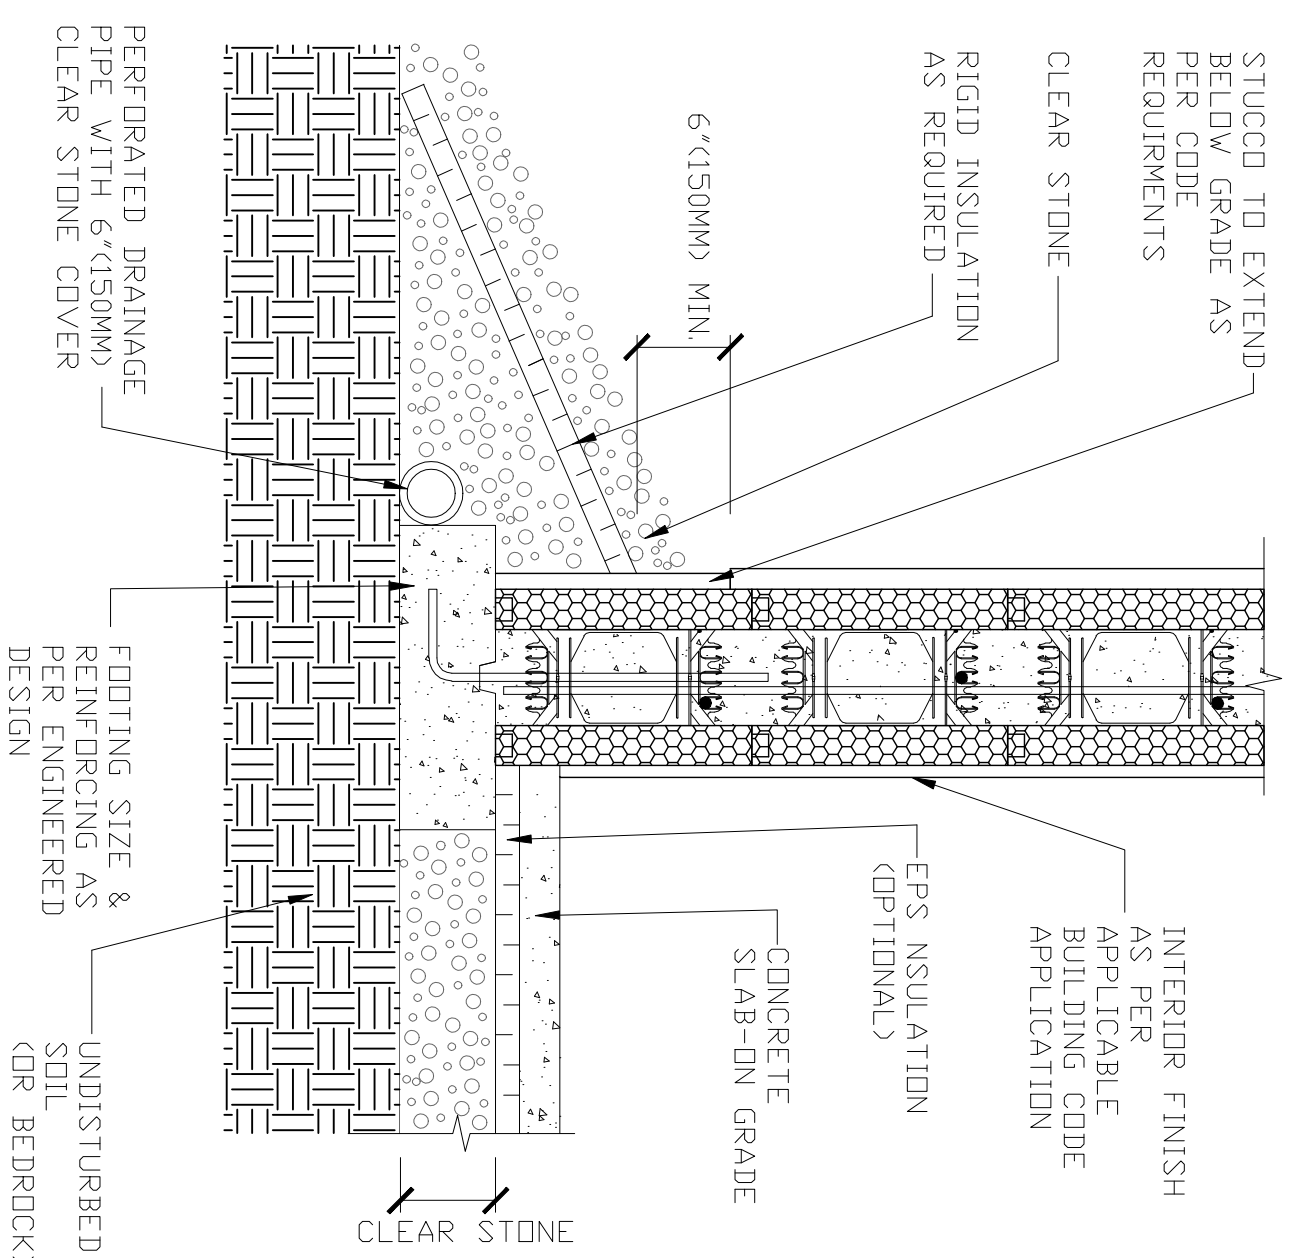 STUCCO TO EXTEND
BELOW GRADE AS
PER CODE
REQUIRMENTS
CLEAR STONE
RIGID INSULATION
AS REQUIRED
6"(150MM) MIN.
PERFORATED DRAINAGE
PIPE WITH 6"(150MM)
CLEAR STONE COVER
INTERIOR FINISH
AS PER
APPLICABLE
BUILDING CODE
APPLICATION
EPS NSULATION
(OPTIONAL)
CONCRETE
SLAB-ON GRADE
FOOTING SIZE &
REINFORCING AS
PER ENGINEERED
DESIGN
UNDISTURBED
SOIL
(OR BEDROCK)
CLEAR STONE